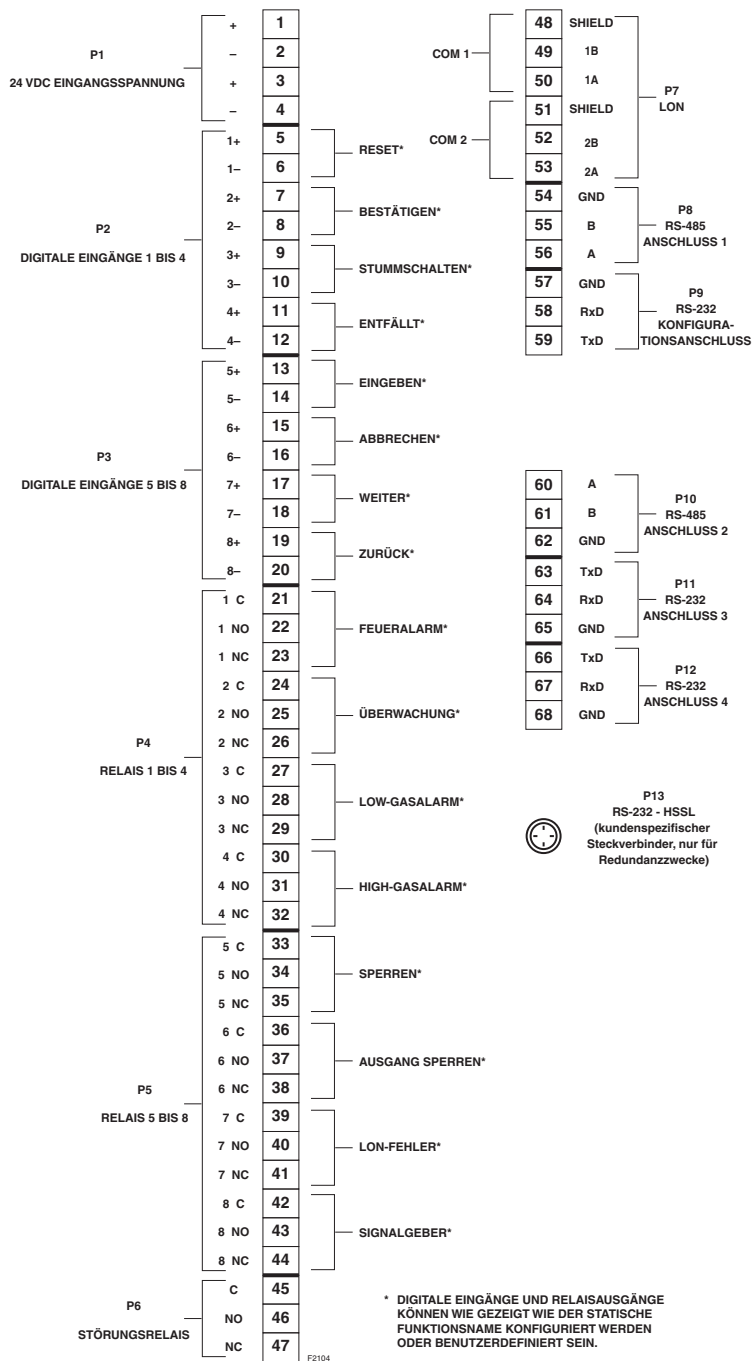 P1
24 VDC EINGANGSSPANNUNG
+ 1
– 2
+ 3
– 4
P2
DIGITALE EINGÄNGE 1 BIS 4
1+ 5
1– 6
RESET*
2+ 7
2– 8
BESTÄTIGEN*
3+ 9
3– 10
STUMMSCHALTEN*
4+ 11
4– 12
ENTFÄLLT*
P3
DIGITALE EINGÄNGE 5 BIS 8
5+ 13
5– 14
EINGEBEN*
6+ 15
6– 16
ABBRECHEN*
7+ 17
7– 18
WEITER*
8+ 19
8– 20
ZURÜCK*
P4
RELAIS 1 BIS 4
1 C 21
1 NO 22
1 NC 23
FEUERALARM*
2 C 24
2 NO 25
2 NC 26
ÜBERWACHUNG*
3 C 27
3 NO 28
3 NC 29
LOW-GASALARM*
4 C 30
4 NO 31
4 NC 32
HIGH-GASALARM*
P5
RELAIS 5 BIS 8
5 C 33
5 NO 34
5 NC 35
SPERREN*
6 C 36
6 NO 37
6 NC 38
AUSGANG SPERREN*
7 C 39
7 NO 40
7 NC 41
LON-FEHLER*
8 C 42
8 NO 43
8 NC 44
SIGNALGEBER*
P6
STÖRUNGSRELAIS
C 45
NO 46
NC 47
F2104
COM 1
48 SHIELD
49 1B
50 1A
COM 2
51 SHIELD
52 2B
53 2A
P7
LON
54 GND
55 B
56 A
P8
RS-485
ANSCHLUSS 1
57 GND
58 RxD
59 TxD
P9
RS-232
KONFIGURA-
TIONSANSCHLUSS
60 A
61 B
62 GND
P10
RS-485
ANSCHLUSS 2
63 TxD
64 RxD
65 GND
P11
RS-232
ANSCHLUSS 3
66 TxD
67 RxD
68 GND
P12
RS-232
ANSCHLUSS 4
P13
RS-232 - HSSL
(kundenspezifischer
Steckverbinder, nur für
Redundanzzwecke)
* DIGITALE EINGÄNGE UND RELAISAUSGÄNGE
KÖNNEN WIE GEZEIGT WIE DER STATISCHE
FUNKTIONSNAME KONFIGURIERT WERDEN
ODER BENUTZERDEFINIERT SEIN.